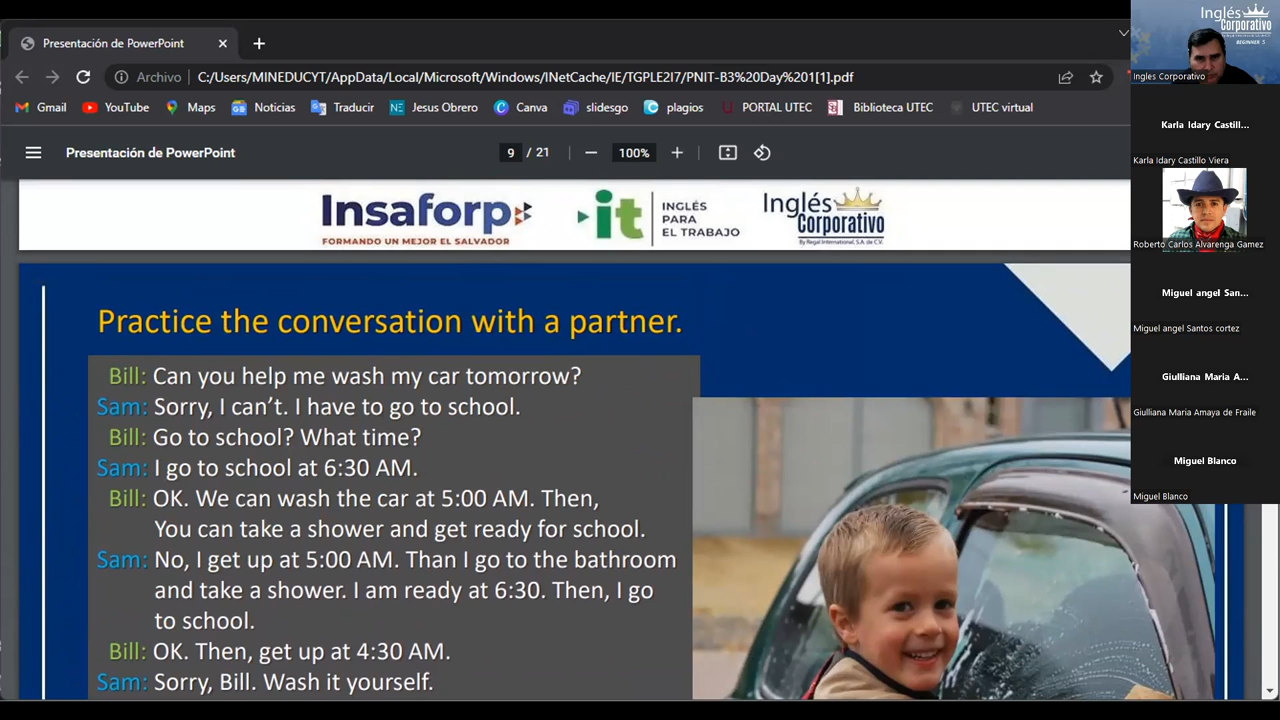 Presentación de PowerPoint
Archivo
C:/Users/MINEDUCYT/AppData/Local/Microsoft/Windows/INetCache/IE/TGPLE2I7/PNIT-B3%20Day%201[1].pdf
Gmail YouTube Maps Noticias Traducir Jesus Obrero Canva slidesgo plagios PORTAL UTEC Biblioteca UTEC UTEC virtual
Presentación de PowerPoint
9 / 21
100%
Insaforp
FORMANDO UN MEJOR EL SALVADOR
it
INGLÉS
PARA
EL TRABAJO
Inglés
Corporativo
By Regal International, S.A. de C.V.
Practice the conversation with a partner.
Bill: Can you help me wash my car tomorrow?
Sam: Sorry, I can’t. I have to go to school.
Bill: Go to school? What time?
Sam: I go to school at 6:30 AM.
Bill: OK. We can wash the car at 5:00 AM. Then,
You can take a shower and get ready for school.
Sam: No, I get up at 5:00 AM. Than I go to the bathroom
and take a shower. I am ready at 6:30. Then, I go
to school.
Bill: OK. Then, get up at 4:30 AM.
Sam: Sorry, Bill. Wash it yourself.
Inglés
Corporativo
BEGINNER 3
Ingles Corporativo
Karla Idary Castill...
Karla Idary Castillo Viera
Roberto Carlos Alvarenga Gamez
Miguel angel San...
Miguel angel Santos cortez
Giulliana Maria A...
Giulliana Maria Amaya de Fraile
Miguel Blanco
Miguel Blanco